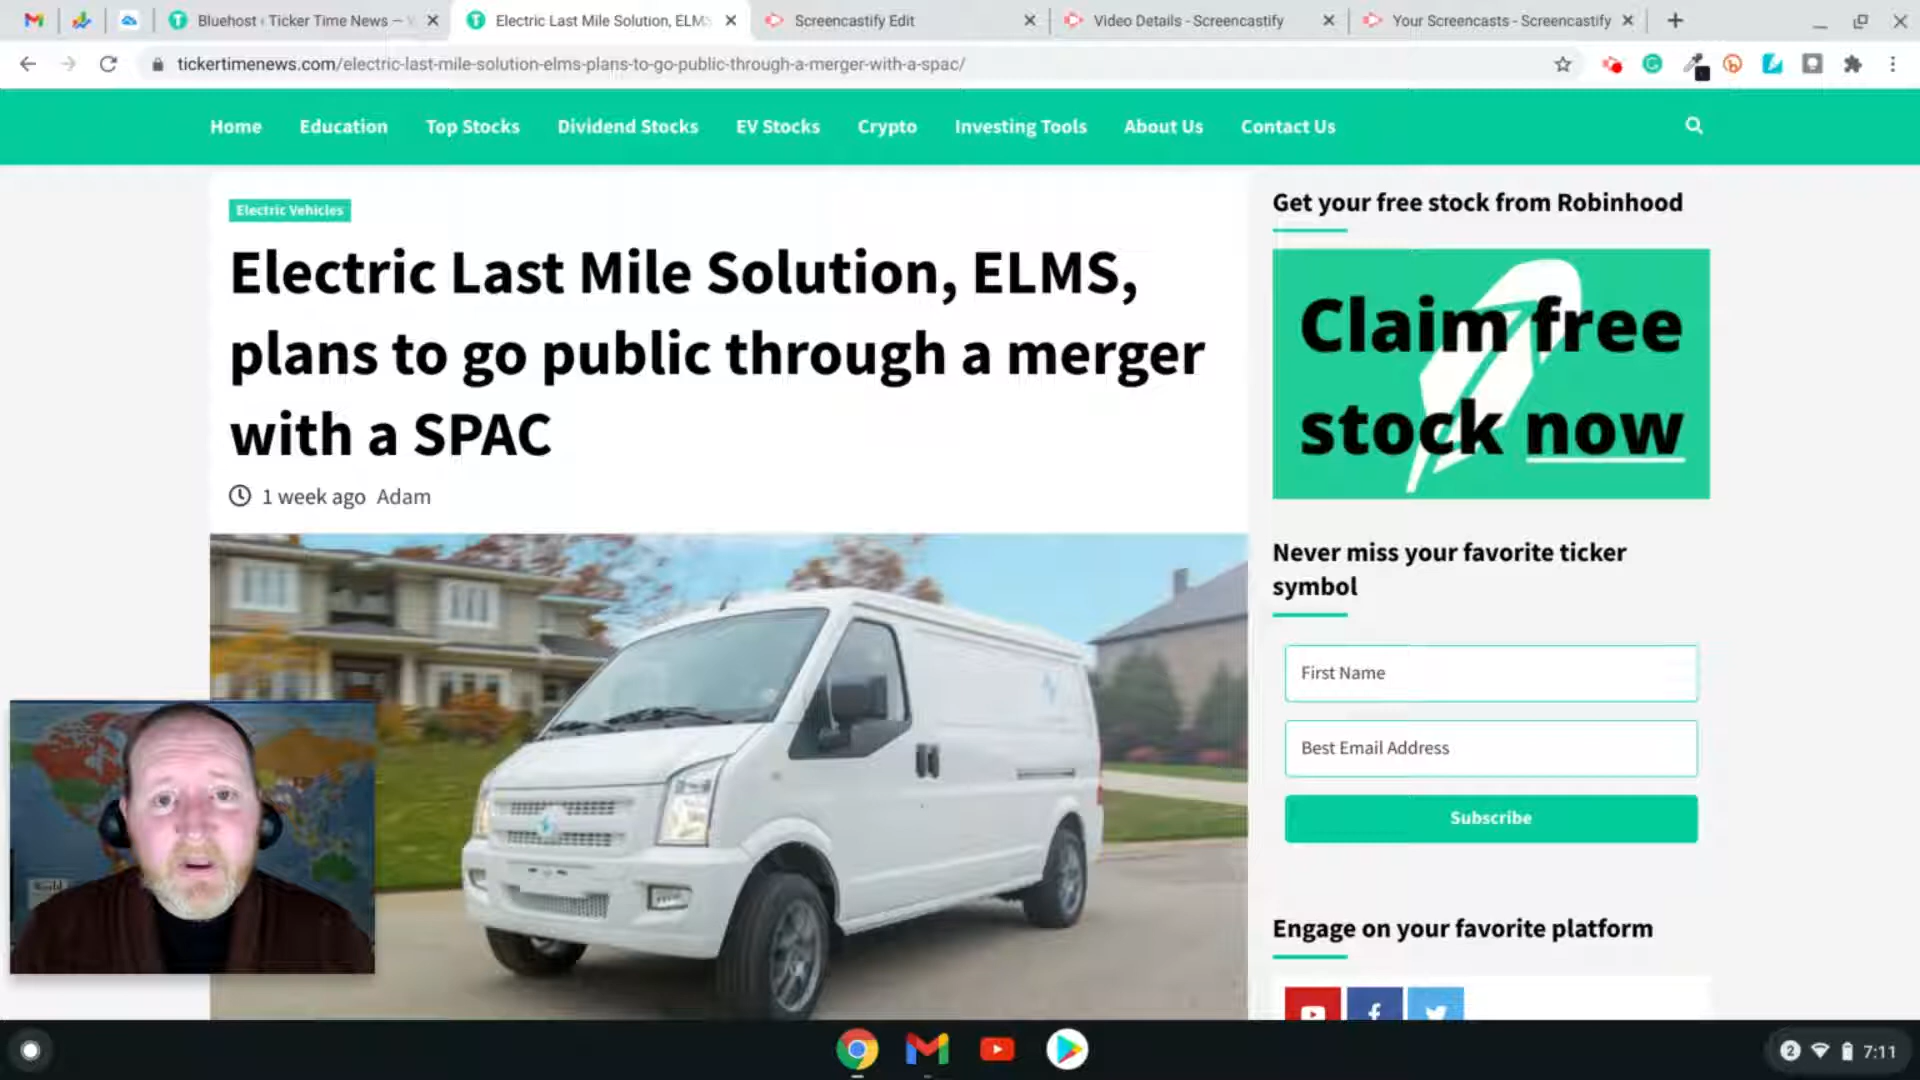 Bluehost ‹ Ticker Time News —
Electric Last Mile Solution, ELMS
Screencastify Edit
Video Details - Screencastify
Your Screencasts - Screencastify
tickertimenews.com/electric-last-mile-solution-elms-plans-to-go-public-through-a-merger-with-a-spac/
Home
Education
Top Stocks
Dividend Stocks
EV Stocks
Crypto
Investing Tools
About Us
Contact Us
Electric Vehicles
Electric Last Mile Solution, ELMS,
plans to go public through a merger
with a SPAC
1 week ago Adam
Get your free stock from Robinhood
Claim free
stock now
Never miss your favorite ticker
symbol
First Name
Best Email Address
Subscribe
Engage on your favorite platform
World
2
7:11